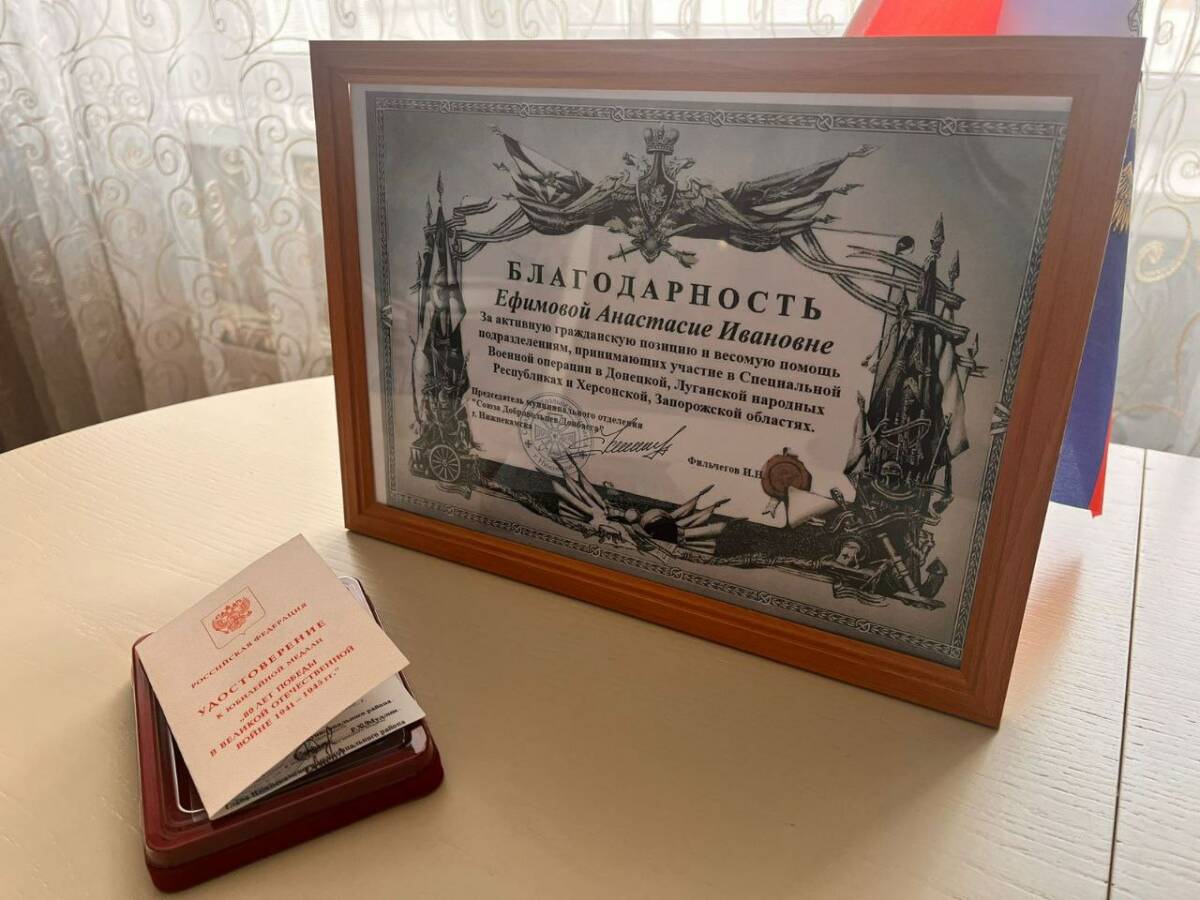 БЛАГОДАРНОСТЬ
Ефимовой Анастасие Ивановне
За активную гражданскую позицию и весомую помощь
подразделениям, принимающих участие в Специальной
Военной операции в Донецкой, Луганской народных
Республиках и Херсонской, Запорожской областях.
Председатель муниципального отделения
"Союза Добровольцев Донбасса"
г. Нижнекамска
Фильчегов И.Н
РОССИЙСКАЯ ФЕДЕРАЦИЯ
УДОСТОВЕРЕНИЕ
К ЮБИЛЕЙНОЙ МЕДАЛИ
„80 ЛЕТ ПОБЕДЫ
В ВЕЛИКОЙ ОТЕЧЕСТВЕННОЙ
ВОЙНЕ 1941 – 1945 гг."
района
района